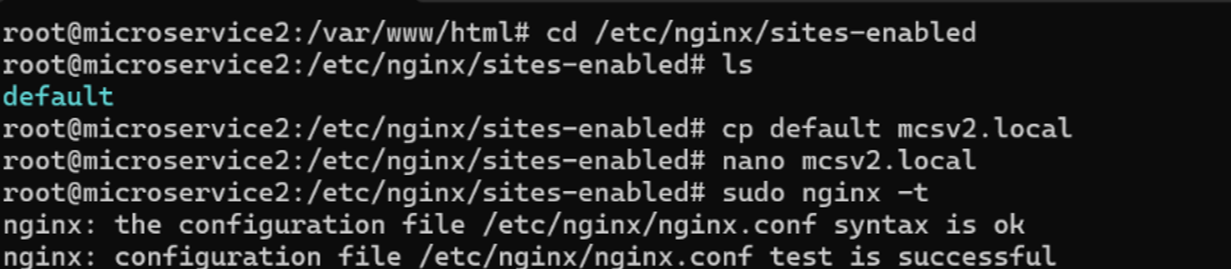 root@microservice2:/var/www/html# cd /etc/nginx/sites-enabled
root@microservice2:/etc/nginx/sites-enabled# ls
default
root@microservice2:/etc/nginx/sites-enabled# cp default mcsv2.local
root@microservice2:/etc/nginx/sites-enabled# nano mcsv2.local
root@microservice2:/etc/nginx/sites-enabled# sudo nginx -t
nginx: the configuration file /etc/nginx/nginx.conf syntax is ok
nginx: configuration file /etc/nginx/nginx.conf test is successful